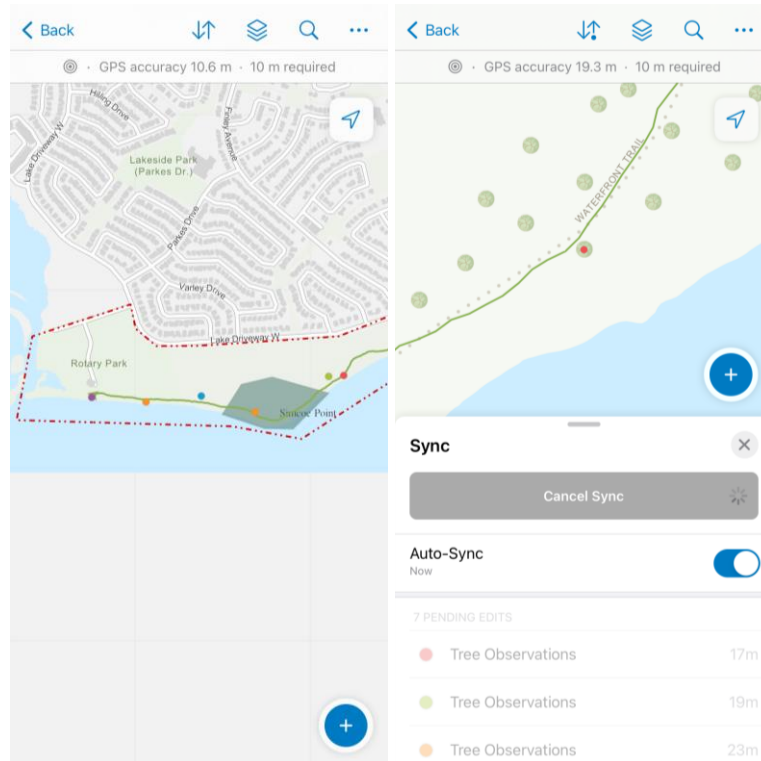 Back
GPS accuracy 10.6 m · 10 m required
Hiling Drive
Finley Avenue
Lake Driveway W
Lakeside Park
(Parkes Dr.)
Parkes Drive
Varley Drive
Lake Driveway W
Rotary Park
Simcoe Point
+
Back
GPS accuracy 19.3 m · 10 m required
WATERFRONT TRAIL
+
Sync
Cancel Sync
Auto-Sync
Now
7 PENDING EDITS
Tree Observations 17m
Tree Observations 19m
Tree Observations 23m